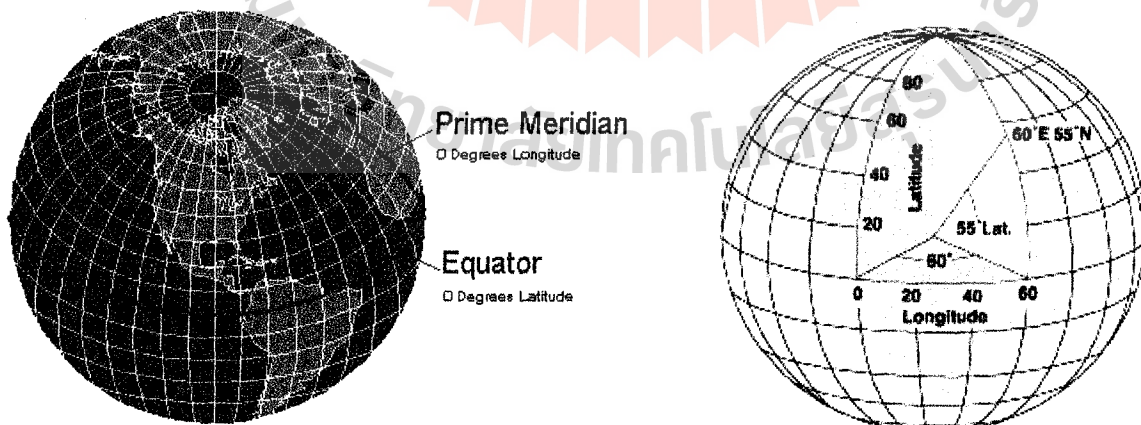 Prime Meridian
0 Degrees Longitude
Equator
0 Degrees Latitude
80
60
40
20
Latitude
60°E 55°N
55°Lat.
60°
0 20 40 60
Longitude